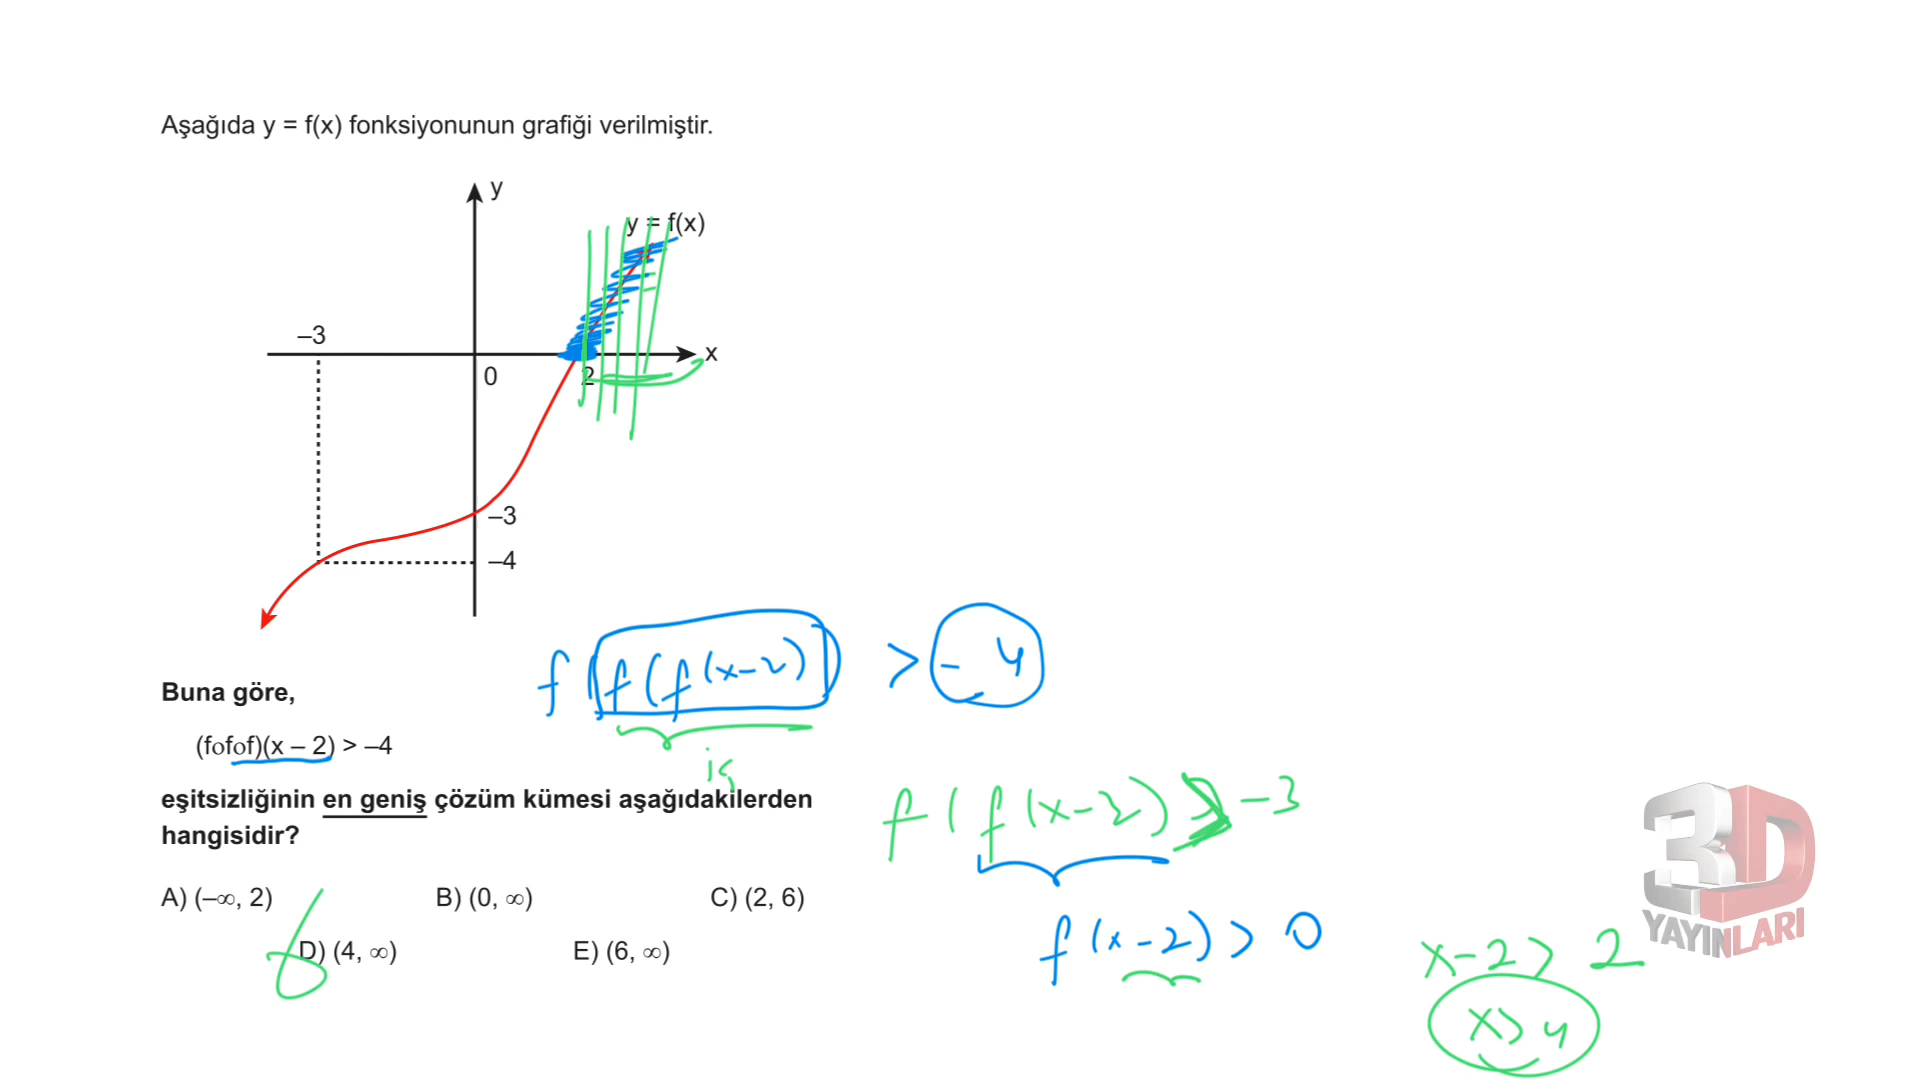 Aşağıda y = f(x) fonksiyonunun grafiği verilmiştir.
y
y = f(x)
–3
x
0
2
–3
–4
f(f(f(x-2))) > -4
Buna göre,
(fofof)(x – 2) > –4
iç
eşitsizliğinin en geniş çözüm kümesi aşağıdakilerden
hangisidir?
f(f(x-2)) > -3
A) (–∞, 2)
B) (0, ∞)
C) (2, 6)
D) (4, ∞)
E) (6, ∞)
f(x-2) > 0
x-2 > 2
x > 4
3D
YAYINLARI